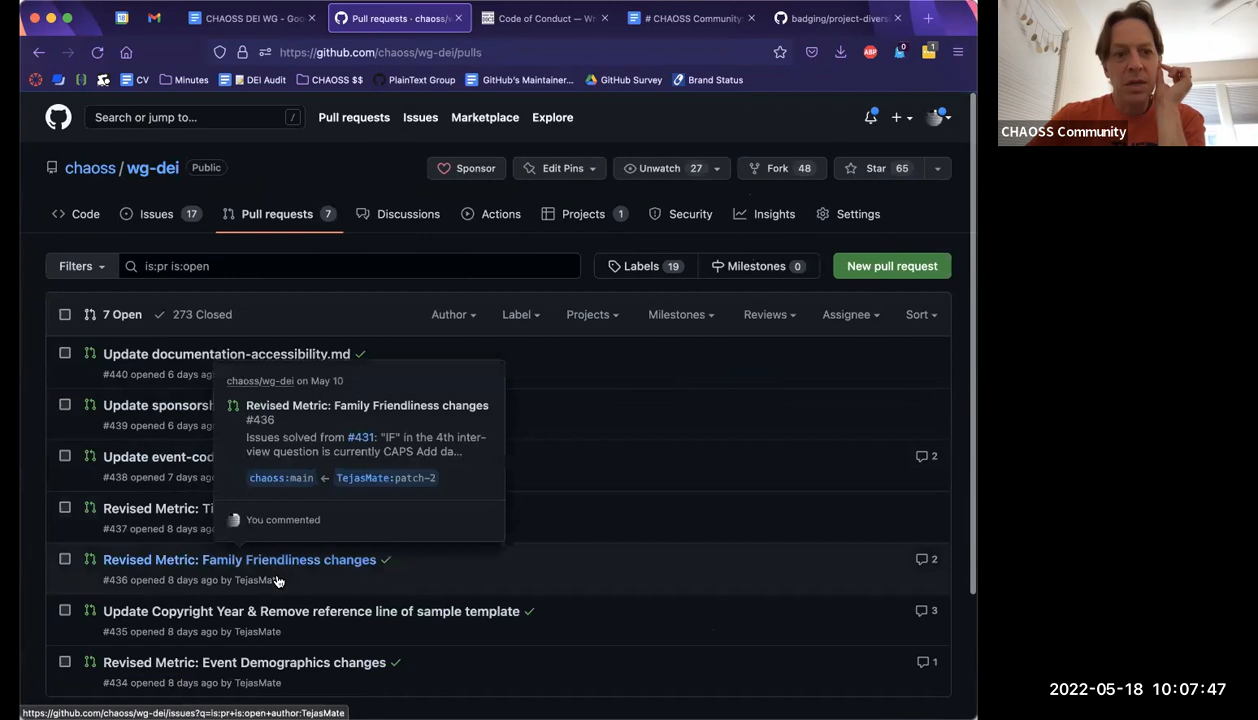 CHAOSS DEI WG - Goo
Pull requests · chaoss/
Code of Conduct — Wr
# CHAOSS Community:
badging/project-divers
https://github.com/chaoss/wg-dei/pulls
ABP
0
1
CV
Minutes
DEI Audit
CHAOSS $$
PlainText Group
GitHub's Maintainer...
GitHub Survey
Brand Status
CHAOSS Community
Search or jump to...
/
Pull requests
Issues
Marketplace
Explore
chaoss / wg-dei
Public
Sponsor
Edit Pins
Unwatch 27
Fork 48
Star 65
Code
Issues 17
Pull requests 7
Discussions
Actions
Projects 1
Security
Insights
Settings
Filters
is:pr is:open
Labels 19
Milestones 0
New pull request
7 Open
273 Closed
Author
Label
Projects
Milestones
Reviews
Assignee
Sort
Update documentation-accessibility.md
#440 opened 6 days ag
chaoss/wg-dei on May 10
Update sponsorsh
Revised Metric: Family Friendliness changes
#436
#439 opened 6 days ag
Issues solved from #431: "IF" in the 4th inter-
view question is currently CAPS Add da...
Update event-cod
2
#438 opened 7 days ag
chaoss:main ← TejasMate:patch-2
Revised Metric: Ti
#437 opened 8 days ag
You commented
Revised Metric: Family Friendliness changes
2
#436 opened 8 days ago by TejasMate
Update Copyright Year & Remove reference line of sample template
3
#435 opened 8 days ago by TejasMate
Revised Metric: Event Demographics changes
1
#434 opened 8 days ago by TejasMate
2022-05-18 10:07:47
https://github.com/chaoss/wg-dei/issues?q=is:pr+is:open+author:TejasMate